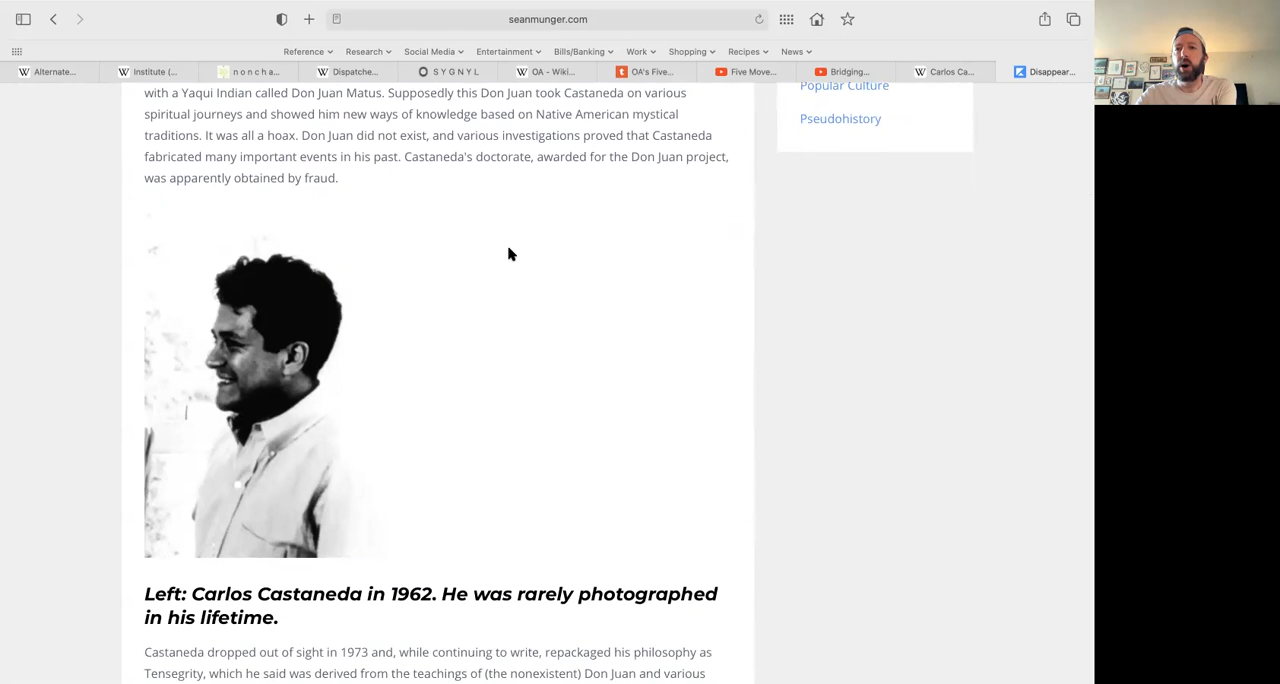 seanmunger.com
Reference
Research
Social Media
Entertainment
Bills/Banking
Work
Shopping
Recipes
News
Alternate...
Institute (...
n o n c h a...
Dispatche...
S Y G N Y L
OA - Wiki...
OA's Five...
Five Move...
Bridging...
Carlos Ca...
Disappear...
with a Yaqui Indian called Don Juan Matus. Supposedly this Don Juan took Castaneda on various
spiritual journeys and showed him new ways of knowledge based on Native American mystical
traditions. It was all a hoax. Don Juan did not exist, and various investigations proved that Castaneda
fabricated many important events in his past. Castaneda's doctorate, awarded for the Don Juan project,
was apparently obtained by fraud.
Popular Culture
Pseudohistory
Left: Carlos Castaneda in 1962. He was rarely photographed
in his lifetime.
Castaneda dropped out of sight in 1973 and, while continuing to write, repackaged his philosophy as
Tensegrity, which he said was derived from the teachings of (the nonexistent) Don Juan and various